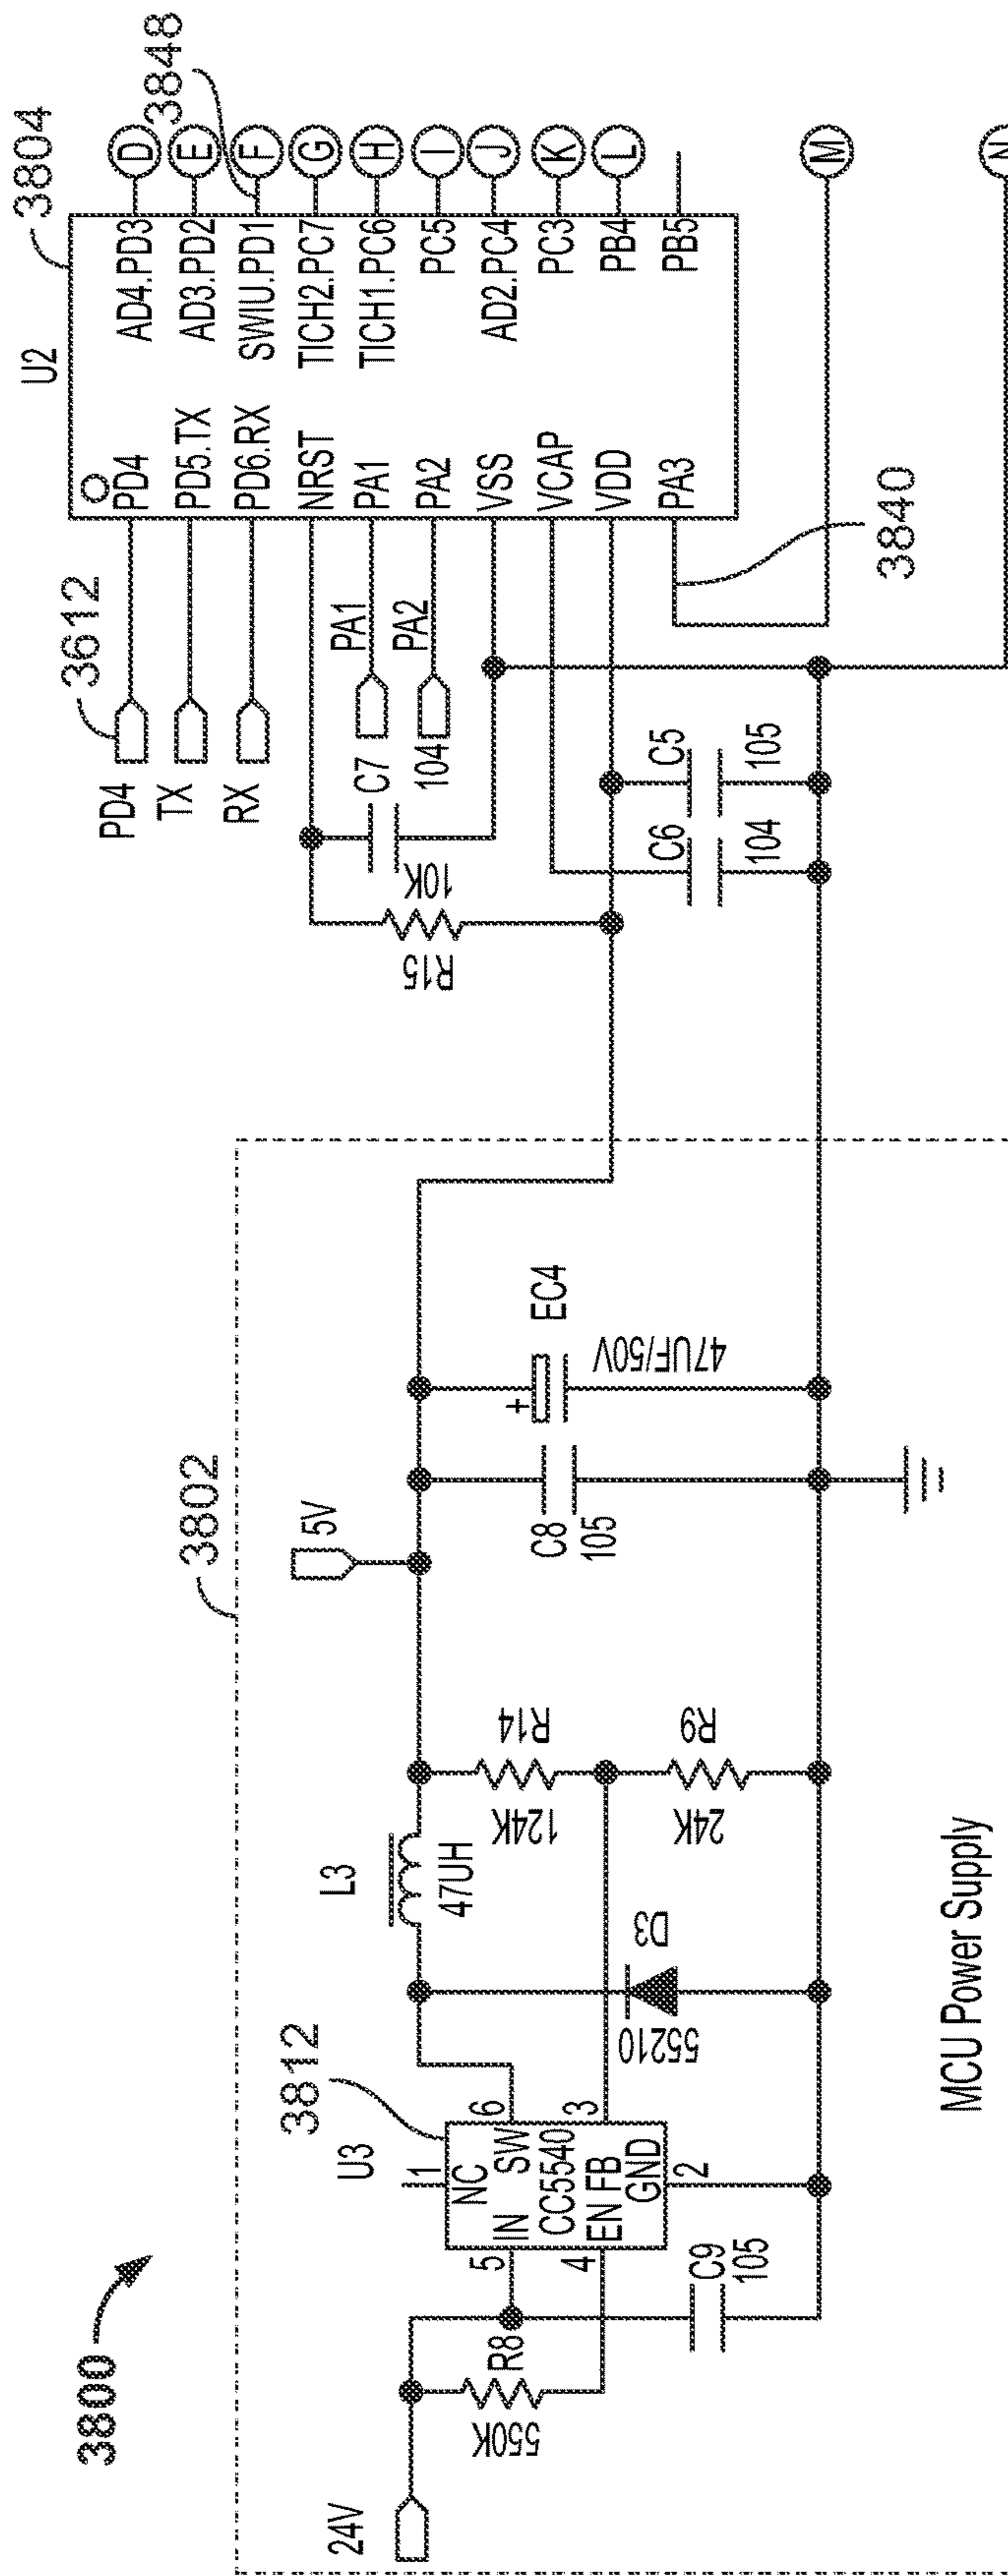 3800
3802
24V
550K
R8
5
4
C9
105
U3
3812
1
NC
IN
SW
CC5540
EN FB
GND
6
3
2
55210
D3
L3
47UH
124K
R14
24K
R9
5V
C8
105
+
EC4
47UF/50V
MCU Power Supply
R15
10K
C7
104
C6
104
C5
105
PD4
TX
RX
3612
PA1
PA2
U2
3804
PD4
PD5.TX
PD6.RX
NRST
PA1
PA2
VSS
VCAP
VDD
PA3
AD4.PD3
AD3.PD2
SWIU.PD1
TICH2.PC7
TICH1.PC6
PC5
AD2.PC4
PC3
PB4
PB5
D
E
F
G
H
I
J
K
L
M
N
3848
3840